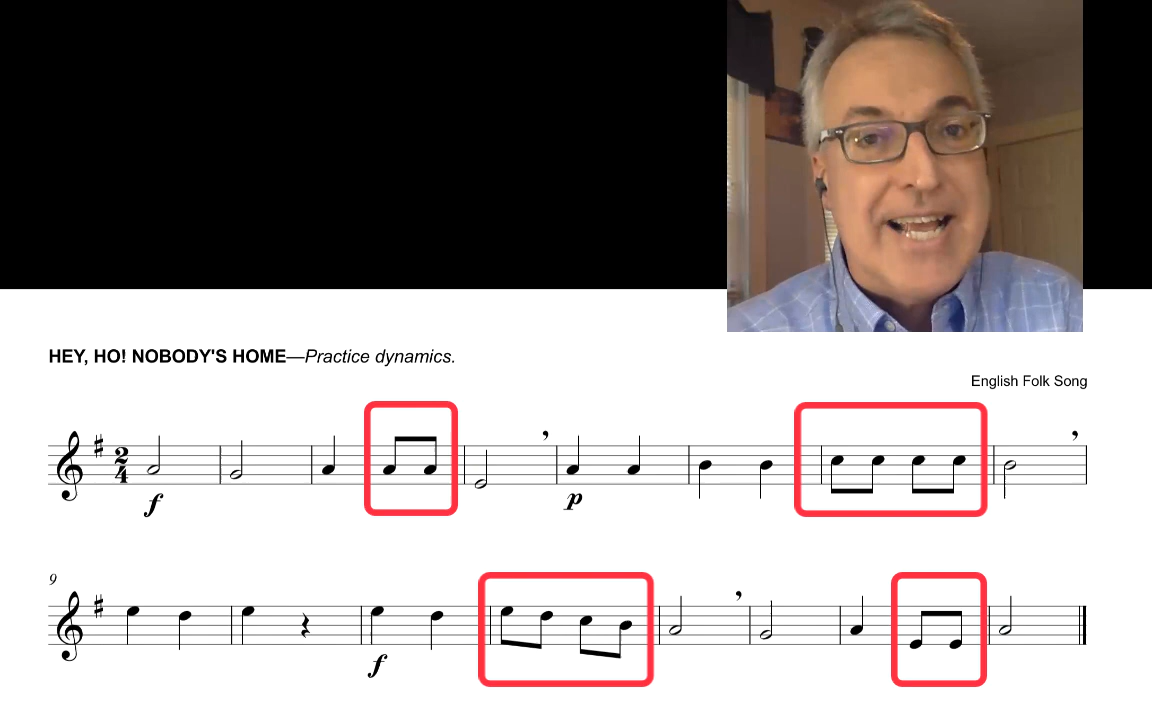 HEY, HO! NOBODY'S HOME—Practice dynamics.
English Folk Song
2
4
f
p
9
f